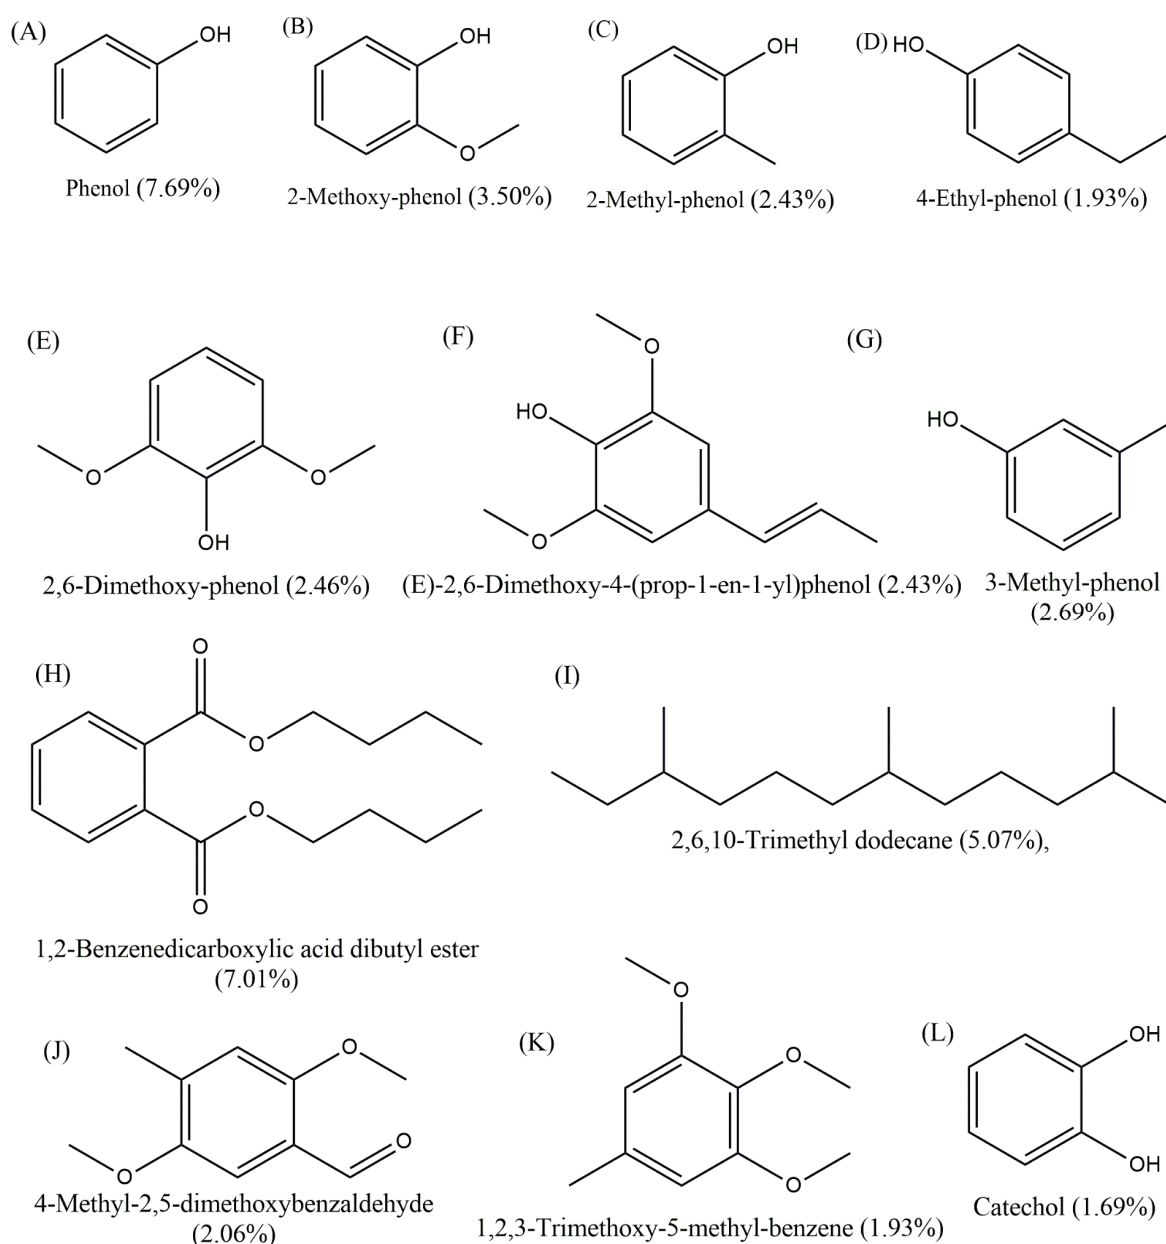 (A)
OH
Phenol (7.69%)
(B)
OH
O
2-Methoxy-phenol (3.50%)
(C)
OH
2-Methyl-phenol (2.43%)
(D)
HO
4-Ethyl-phenol (1.93%)
(E)
O
O
OH
2,6-Dimethoxy-phenol (2.46%)
(F)
O
HO
O
(E)-2,6-Dimethoxy-4-(prop-1-en-1-yl)phenol (2.43%)
(G)
HO
3-Methyl-phenol
(2.69%)
(H)
O
O
O
O
1,2-Benzenedicarboxylic acid dibutyl ester
(7.01%)
(I)
2,6,10-Trimethyl dodecane (5.07%),
(J)
O
O
O
4-Methyl-2,5-dimethoxybenzaldehyde
(2.06%)
(K)
O
O
O
1,2,3-Trimethoxy-5-methyl-benzene (1.93%)
(L)
OH
OH
Catechol (1.69%)